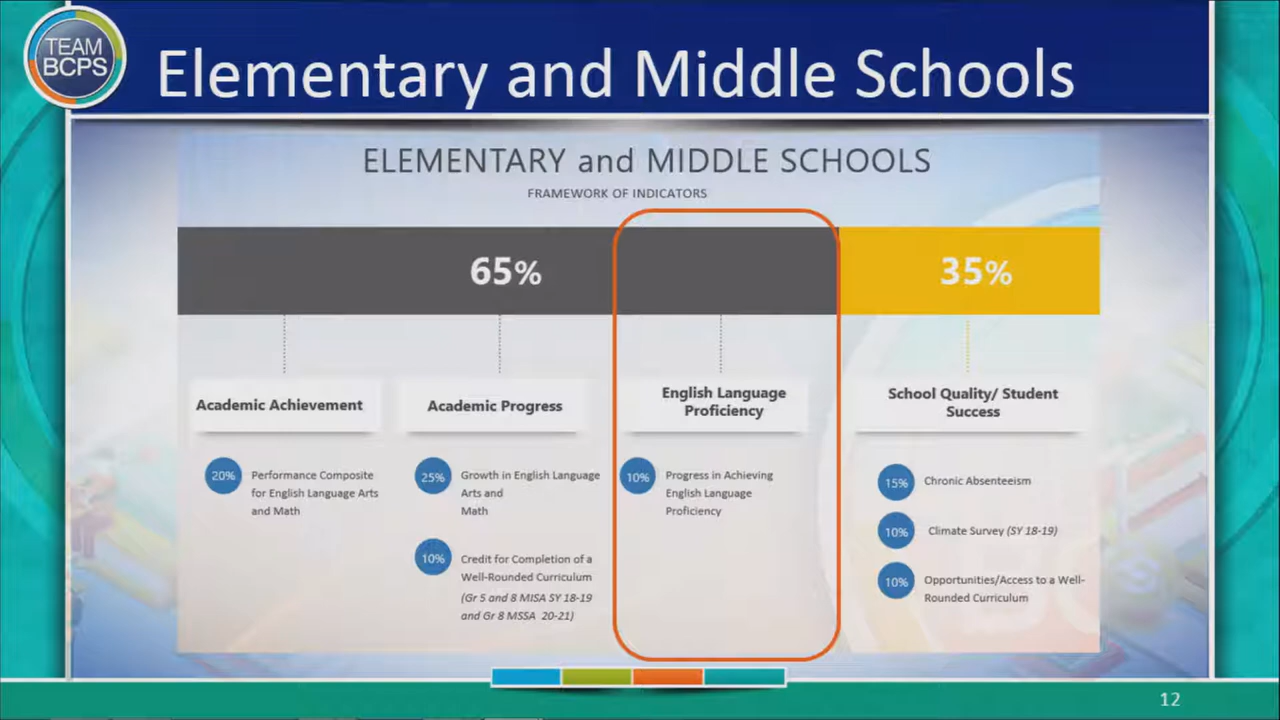 TEAM
BCPS
Elementary and Middle Schools
ELEMENTARY and MIDDLE SCHOOLS
FRAMEWORK OF INDICATORS
65%
35%
Academic Achievement
20%
Performance Composite
for English Language Arts
and Math
Academic Progress
25%
Growth in English Language
Arts and
Math
10%
Credit for Completion of a
Well-Rounded Curriculum
(Gr 5 and 8 MISA SY 18-19
and Gr 8 MSSA 20-21)
English Language
Proficiency
10%
Progress in Achieving
English Language
Proficiency
School Quality/ Student
Success
15%
Chronic Absenteeism
10%
Climate Survey (SY 18-19)
10%
Opportunities/Access to a Well-
Rounded Curriculum
12